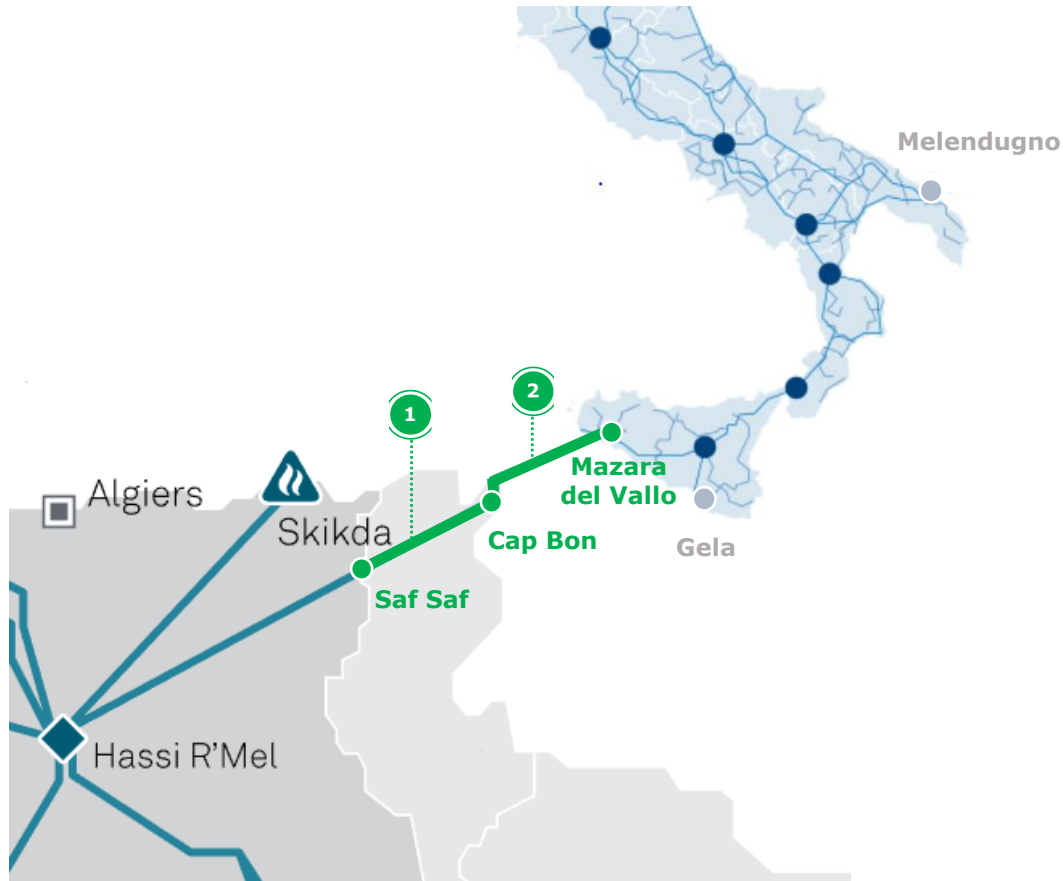 Melendugno
2
1
Mazara
del Vallo
Algiers
Skikda
Cap Bon
Gela
Saf Saf
Hassi R'Mel